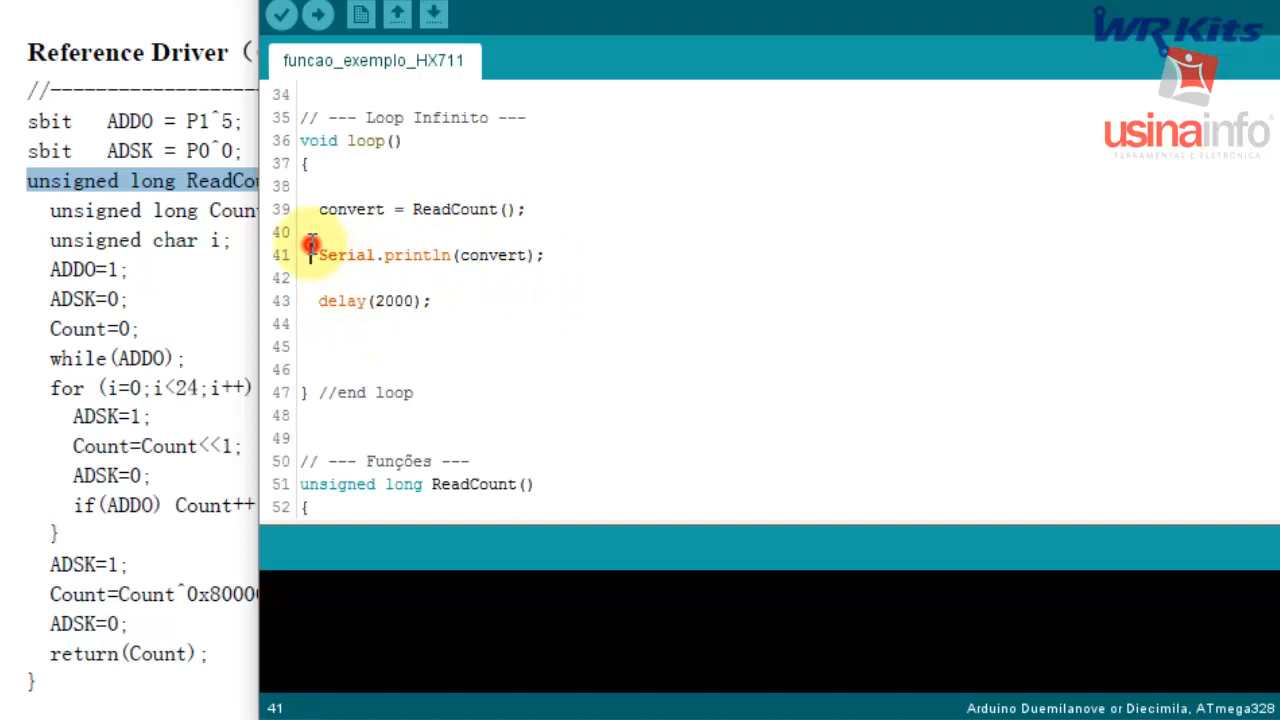 Reference Driver
//--------------------
sbit ADDO = P1^5;
sbit ADSK = P0^0;
unsigned long ReadCou
unsigned long Count
unsigned char i;
ADDO=1;
ADSK=0;
Count=0;
while(ADDO);
for (i=0;i<24;i++)
ADSK=1;
Count=Count<<1;
ADSK=0;
if(ADDO) Count++
}
ADSK=1;
Count=Count^0x8000
ADSK=0;
return(Count);
}
WRKits
usinainfo
FERRAMENTAS E ELETRÔNICA
funcao_exemplo_HX711
34
35 // --- Loop Infinito ---
36 void loop()
37 {
38
39 convert = ReadCount();
40
41 Serial.println(convert);
42
43 delay(2000);
44
45
46
47 } //end loop
48
49
50 // --- Funções ---
51 unsigned long ReadCount()
52 {
41
Arduino Duemilanove or Diecimila, ATmega328